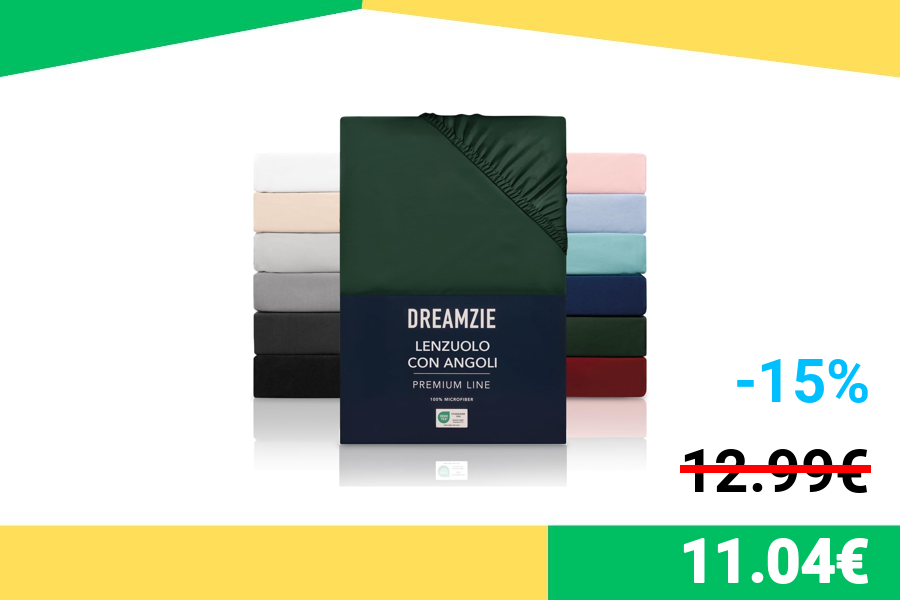 DREAMZIE
LENZUOLO
CON ANGOLI
PREMIUM LINE
100% MICROFIBER
-15%
12.99€
11.04€